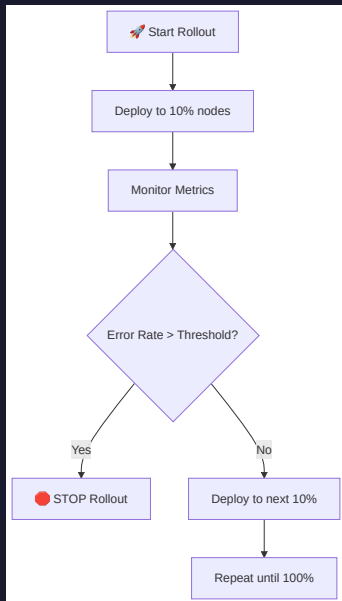 🚀 Start Rollout
Deploy to 10% nodes
Monitor Metrics
Error Rate > Threshold?
Yes
No
🛑 STOP Rollout
Deploy to next 10%
Repeat until 100%